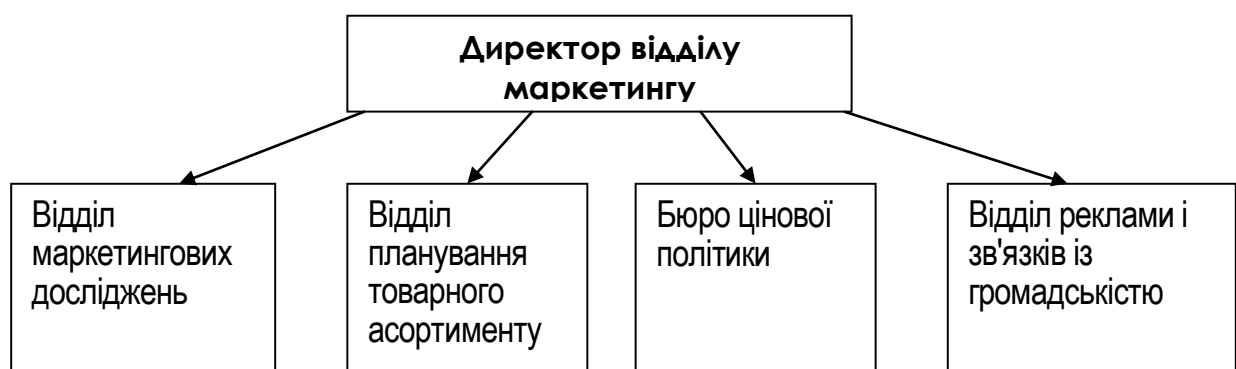 Директор відділу
маркетингу
Відділ
маркетингових
досліджень
Відділ
планування
товарного
асортименту
Бюро цінової
політики
Відділ реклами і
зв'язків із
громадськістю